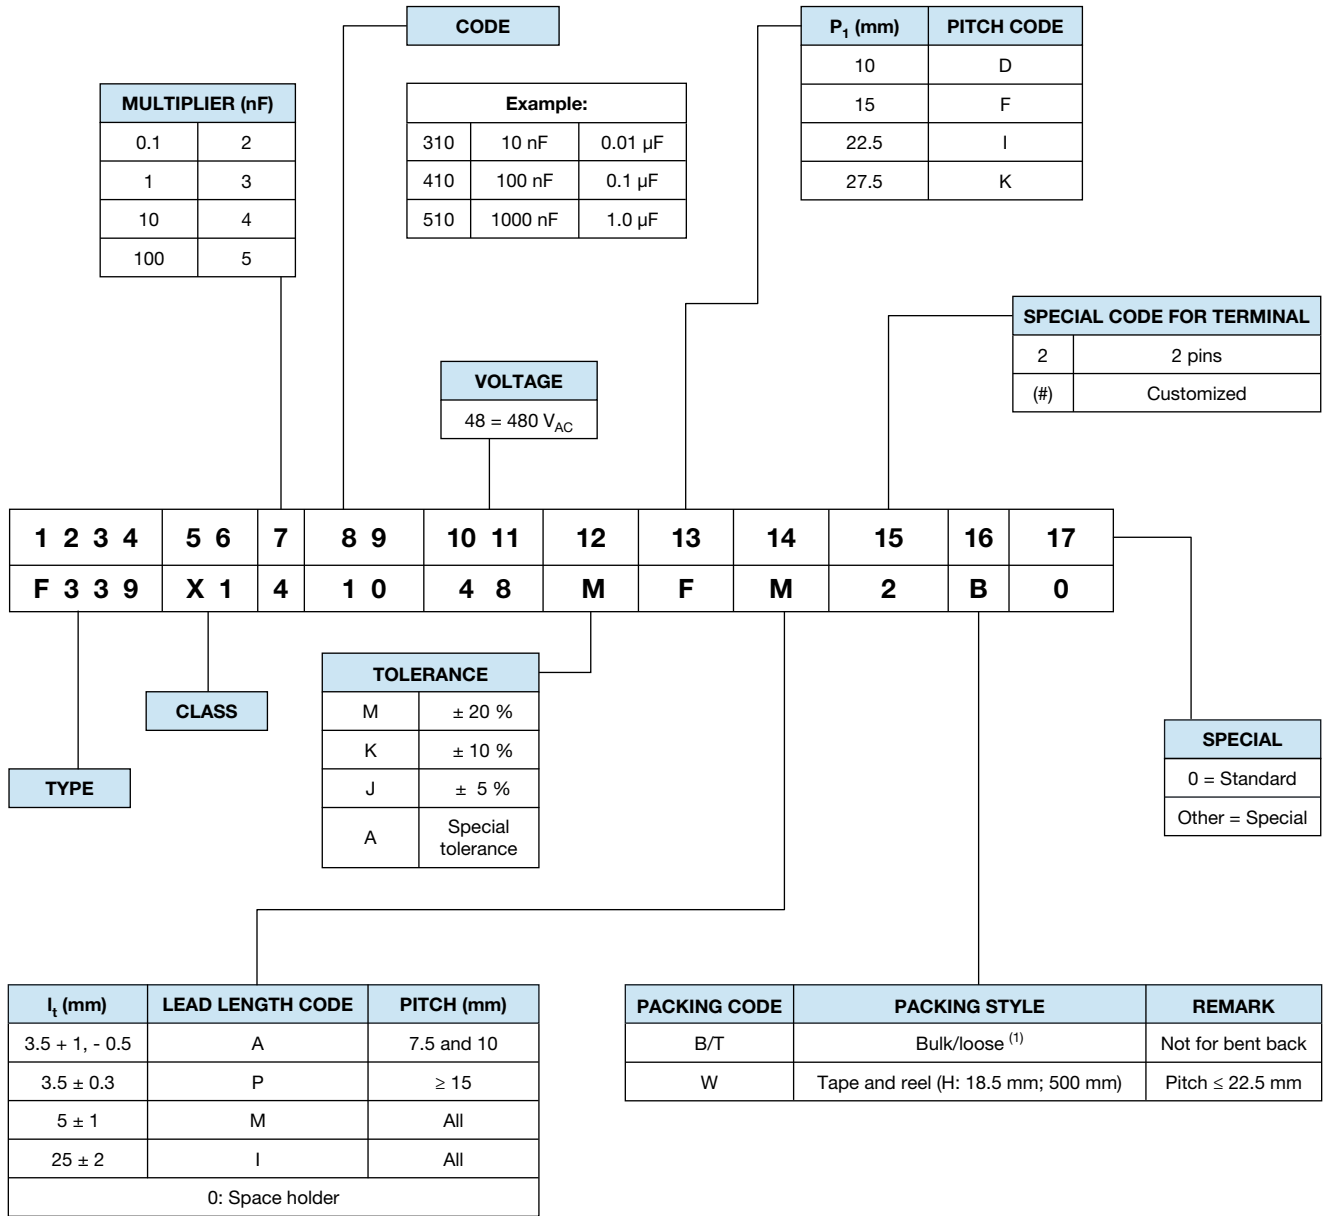 CODE
P1 (mm) PITCH CODE
10 D
15 F
22.5 I
27.5 K
MULTIPLIER (nF)
0.1 2
1 3
10 4
100 5
Example:
310 10 nF 0.01 µF
410 100 nF 0.1 µF
510 1000 nF 1.0 µF
SPECIAL CODE FOR TERMINAL
2 2 pins
(#) Customized
VOLTAGE
48 = 480 VAC
1 2 3 4 5 6 7 8 9 10 11 12 13 14 15 16 17
F 3 3 9 X 1 4 1 0 4 8 M F M 2 B 0
TYPE
CLASS
TOLERANCE
M ± 20 %
K ± 10 %
J ± 5 %
A Special
tolerance
SPECIAL
0 = Standard
Other = Special
lt (mm) LEAD LENGTH CODE PITCH (mm)
3.5 + 1, - 0.5 A 7.5 and 10
3.5 ± 0.3 P ≥ 15
5 ± 1 M All
25 ± 2 I All
0: Space holder
PACKING CODE PACKING STYLE REMARK
B/T Bulk/loose (1) Not for bent back
W Tape and reel (H: 18.5 mm; 500 mm) Pitch ≤ 22.5 mm